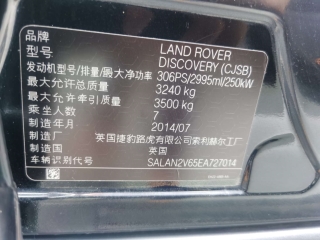 品牌 LAND ROVER
型号 DISCOVERY (CJSB)
发动机型号/排量/最大净功率 306PS/2995ml/250kW
最大允许总质量 3240 kg
最大允许牵引质量 3500 kg
乘坐人数 7
制造年月 2014/07
制造厂 英国捷豹路虎有限公司索利赫尔工厂
制造国 英国
车辆识别代号 SALAN2V65EA727014